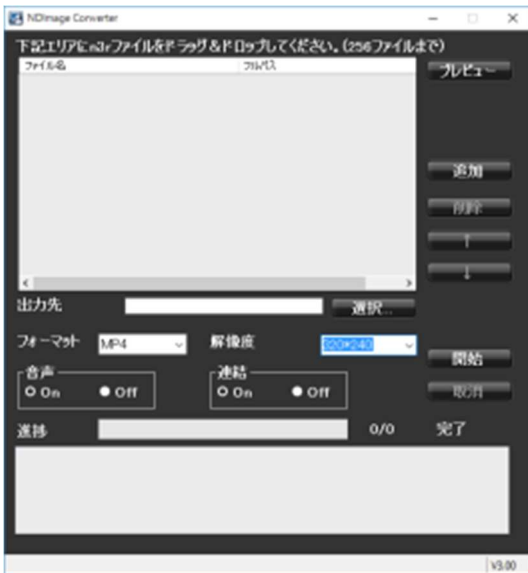 NDImage Converter
下記エリアにn3rファイルをドラッグ&ドロップしてください。(256ファイルまで)
ファイル名 フルパス
プレビュー
追加
削除
↑
↓
出力先 選択...
フォーマット MP4 解像度 320*240
開始
音声 連結
On Off On Off
取消
進捗 0/0 完了
V3.00